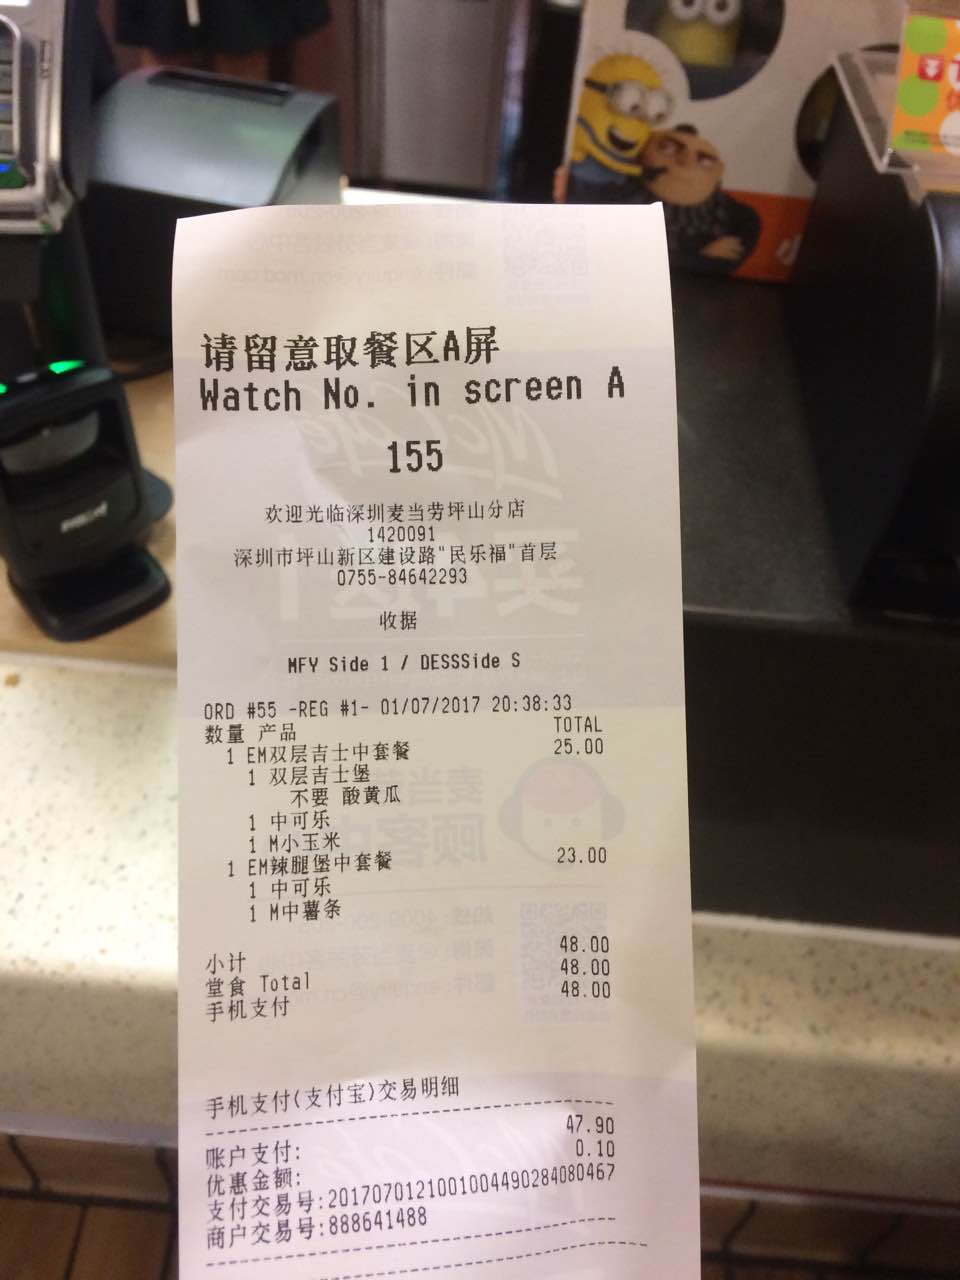 请留意取餐区A屏
Watch No. in screen A
155
欢迎光临深圳麦当劳坪山分店
1420091
深圳市坪山新区建设路"民乐福"首层
0755-84642293
收据
MFY Side 1 / DESSSide S
ORD #55 -REG #1- 01/07/2017 20:38:33
数量 产品 TOTAL
1 EM双层吉士中套餐 25.00
1 双层吉士堡
不要 酸黄瓜
1 中可乐
1 M小玉米
1 EM辣腿堡中套餐 23.00
1 中可乐
1 M中薯条
小计 48.00
堂食 Total 48.00
手机支付 48.00
手机支付(支付宝)交易明细
账户支付: 47.90
优惠金额: 0.10
支付交易号:2017070121001004490284080467
商户交易号:888641488